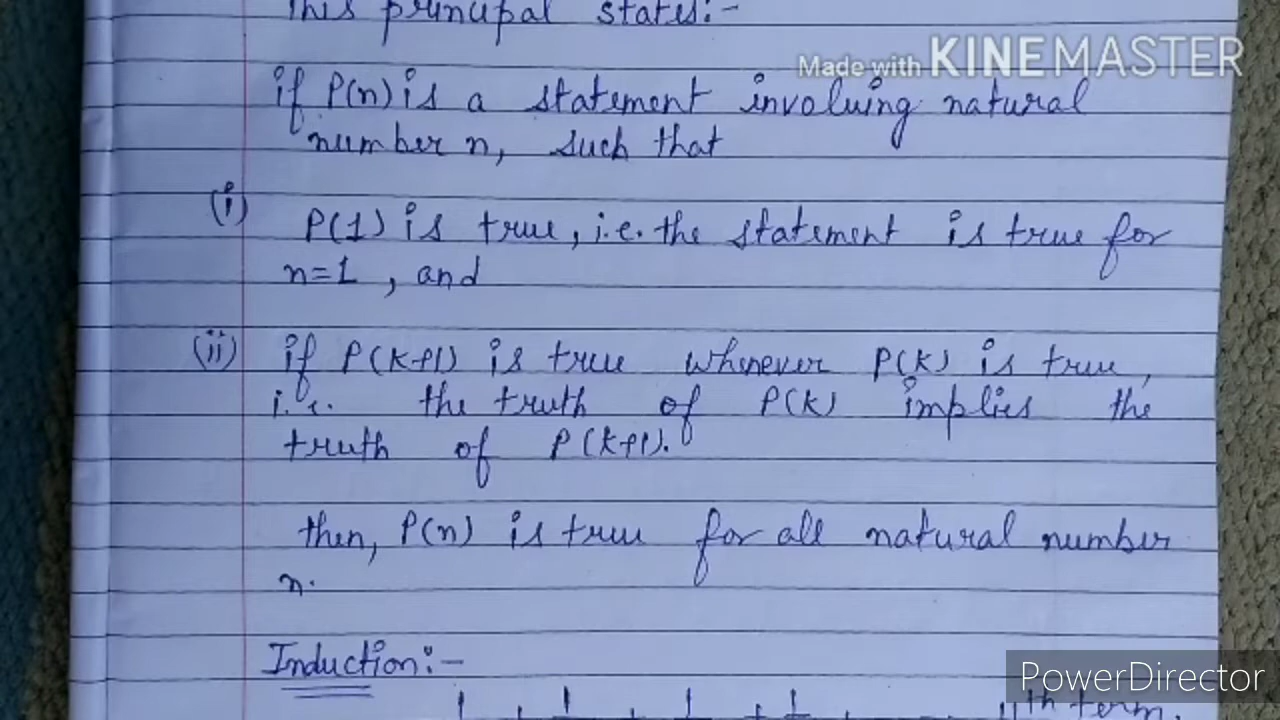 This principal states:-
Made with KINEMASTER
if P(n) is a statement involving natural
number n, such that
(i) P(1) is true, i.e. the statement is true for
n=1, and
(ii) if P(k+1) is true whenever P(k) is true,
i.e. the truth of P(k) implies the
truth of P(k+1).
then, P(n) is true for all natural number
n.
Induction:-
PowerDirector
th term.